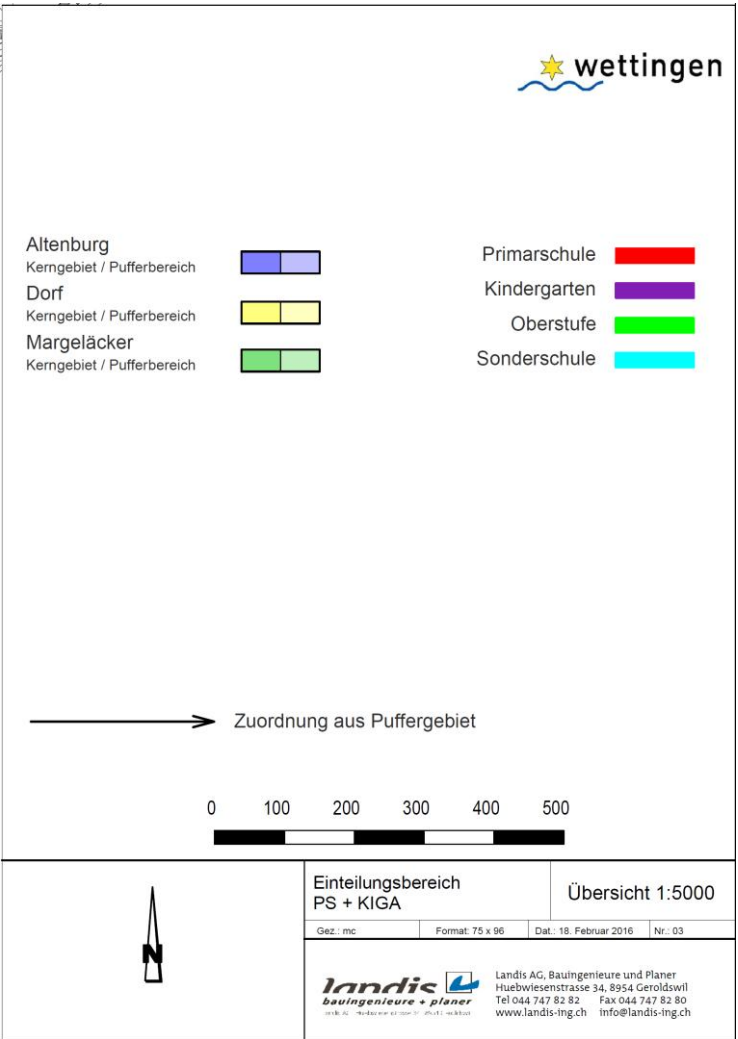 wettingen
Altenburg
Kerngebiet / Pufferbereich
Dorf
Kerngebiet / Pufferbereich
Margeläcker
Kerngebiet / Pufferbereich
Primarschule
Kindergarten
Oberstufe
Sonderschule
Zuordnung aus Puffergebiet
0 100 200 300 400 500
N
Einteilungsbereich
PS + KIGA
Übersicht 1:5000
Gez.: mc Format: 75 x 96 Dat.: 18. Februar 2016 Nr.: 03
landis
bauingenieure + planer
Landis AG, Bauingenieure und Planer
Huebwiesenstrasse 34, 8954 Geroldswil
Tel 044 747 82 82 Fax 044 747 82 80
www.landis-ing.ch info@landis-ing.ch